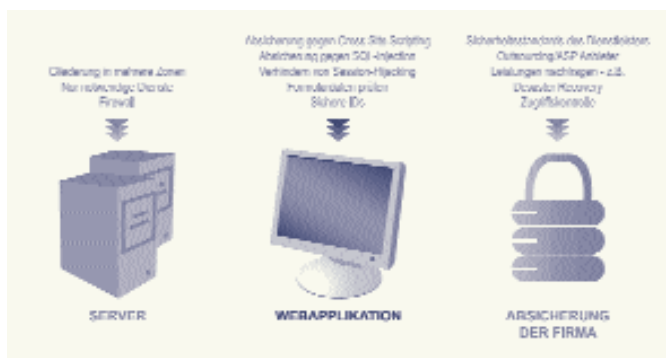 Gliederung in mehrere Zonen
Nur notwendige Dienste
Firewall
Absicherung gegen Cross Site Scripting
Absicherung gegen SQL-Injection
Verhindern von Session-Hijacking
Formulardaten prüfen
Sichere IDs
Sicherheitsstandards des Dienstleisters
Outsourcing/ASP Anbieter
Leistungen nachfragen - z.B.
Desaster Recovery
Zugriffskontrolle
SERVER
WEBAPPLIKATION
ABSICHERUNG
DER FIRMA